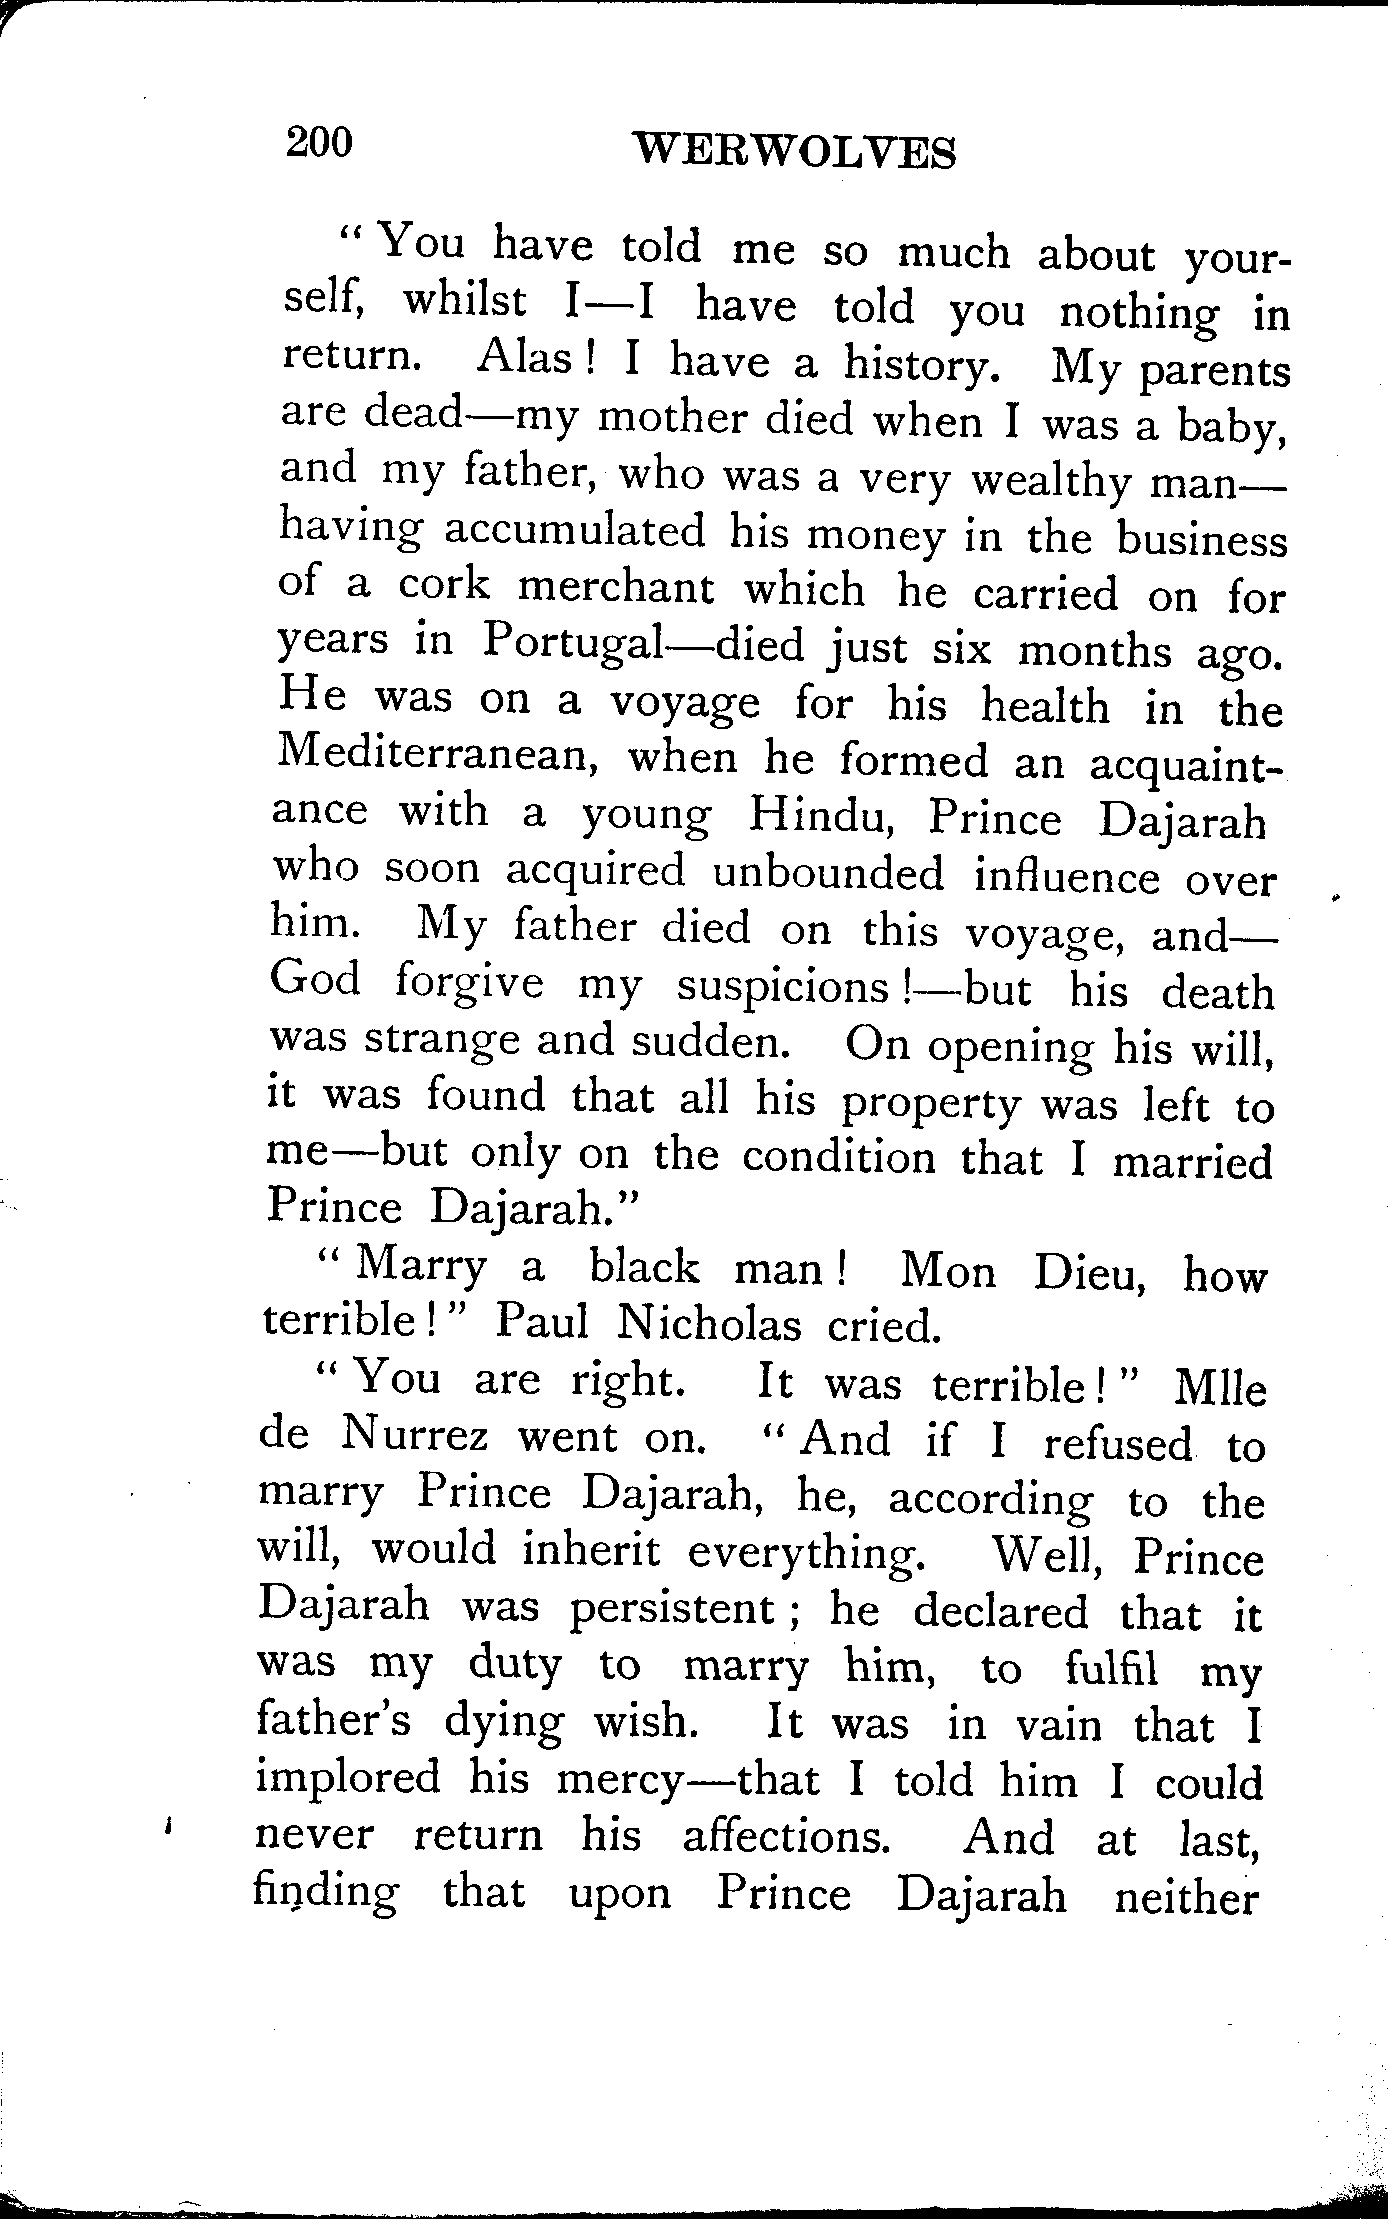 200 WERWOLVES
“ You have told me so much about your-
self, whilst I—I have told you nothing in
return. Alas ! I have a history. My parents
are dead—my mother died when I was a baby,
and my father, who was a very wealthy man—
having accumulated his money in the business
of a cork merchant which he carried on for
years in Portugal—died just six months ago.
He was on a voyage for his health in the
Mediterranean, when he formed an acquaint-
ance with a young Hindu, Prince Dajarah
who soon acquired unbounded influence over
him. My father died on this voyage, and—
God forgive my suspicions !—but his death
was strange and sudden. On opening his will,
it was found that all his property was left to
me—but only on the condition that I married
Prince Dajarah.”
“ Marry a black man ! Mon Dieu, how
terrible ! ” Paul Nicholas cried.
“ You are right. It was terrible ! ” Mlle
de Nurrez went on. “ And if I refused to
marry Prince Dajarah, he, according to the
will, would inherit everything. Well, Prince
Dajarah was persistent ; he declared that it
was my duty to marry him, to fulfil my
father’s dying wish. It was in vain that I
implored his mercy—that I told him I could
never return his affections. And at last,
finding that upon Prince Dajarah neither